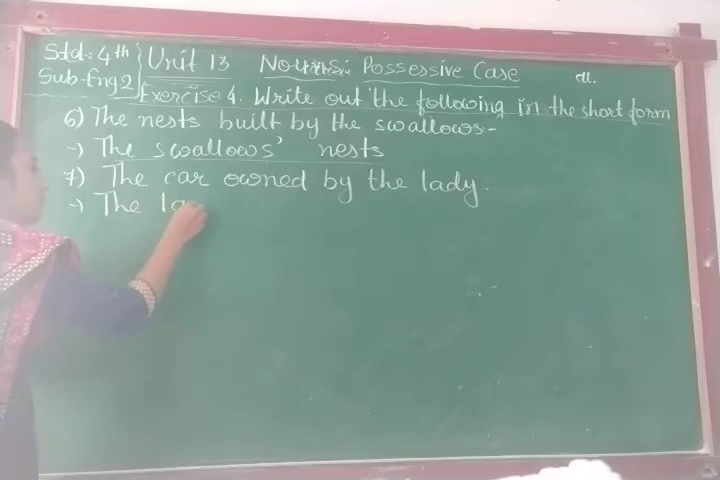 Std: 4th Unit 13 Nouns: Possessive Case dt.
Sub-Eng 2 Exercise 4. Write out the following in the short form
6) The nests built by the swallows-
→ The swallows' nests
7) The car owned by the lady.
→ The la